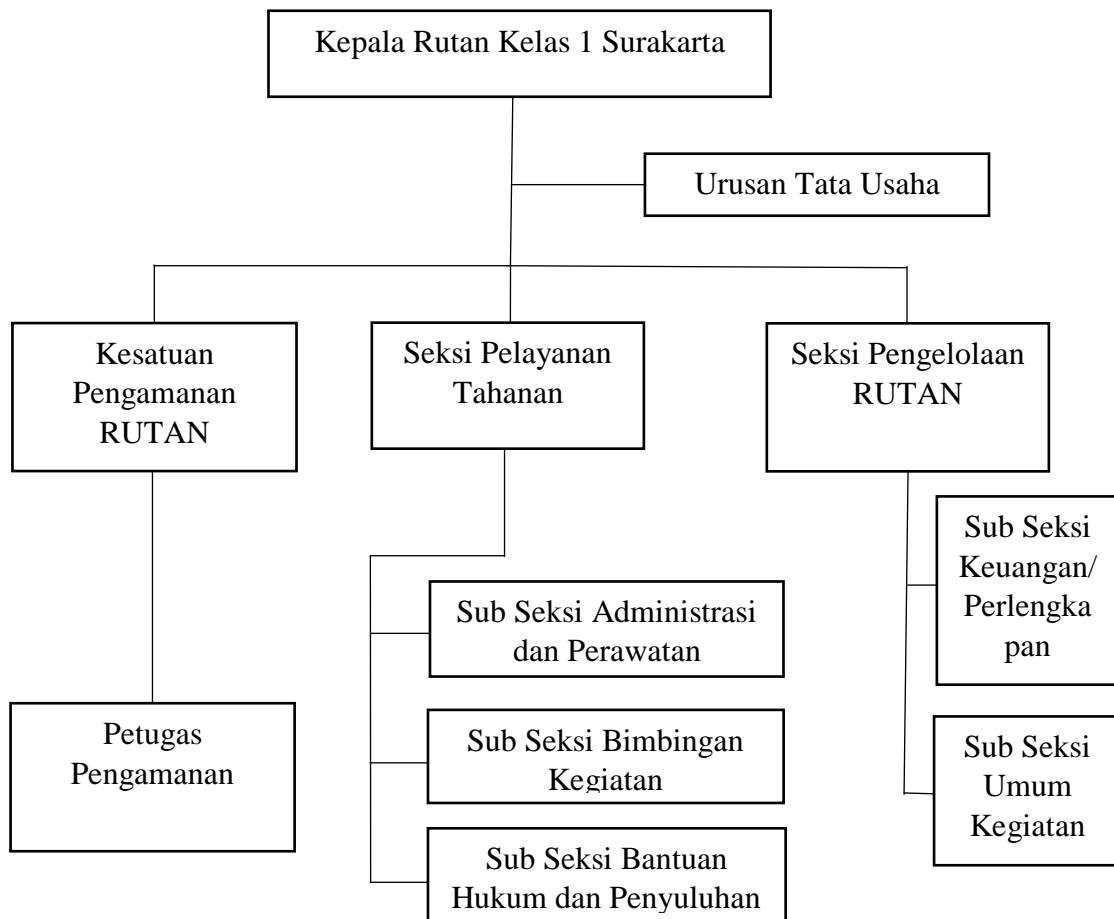 Kepala Rutan Kelas 1 Surakarta
Urusan Tata Usaha
Kesatuan
Pengamanan
RUTAN
Seksi Pelayanan
Tahanan
Seksi Pengelolaan
RUTAN
Sub Seksi
Keuangan/
Perlengka
pan
Sub Seksi Administrasi
dan Perawatan
Petugas
Pengamanan
Sub Seksi Bimbingan
Kegiatan
Sub Seksi
Umum
Kegiatan
Sub Seksi Bantuan
Hukum dan Penyuluhan